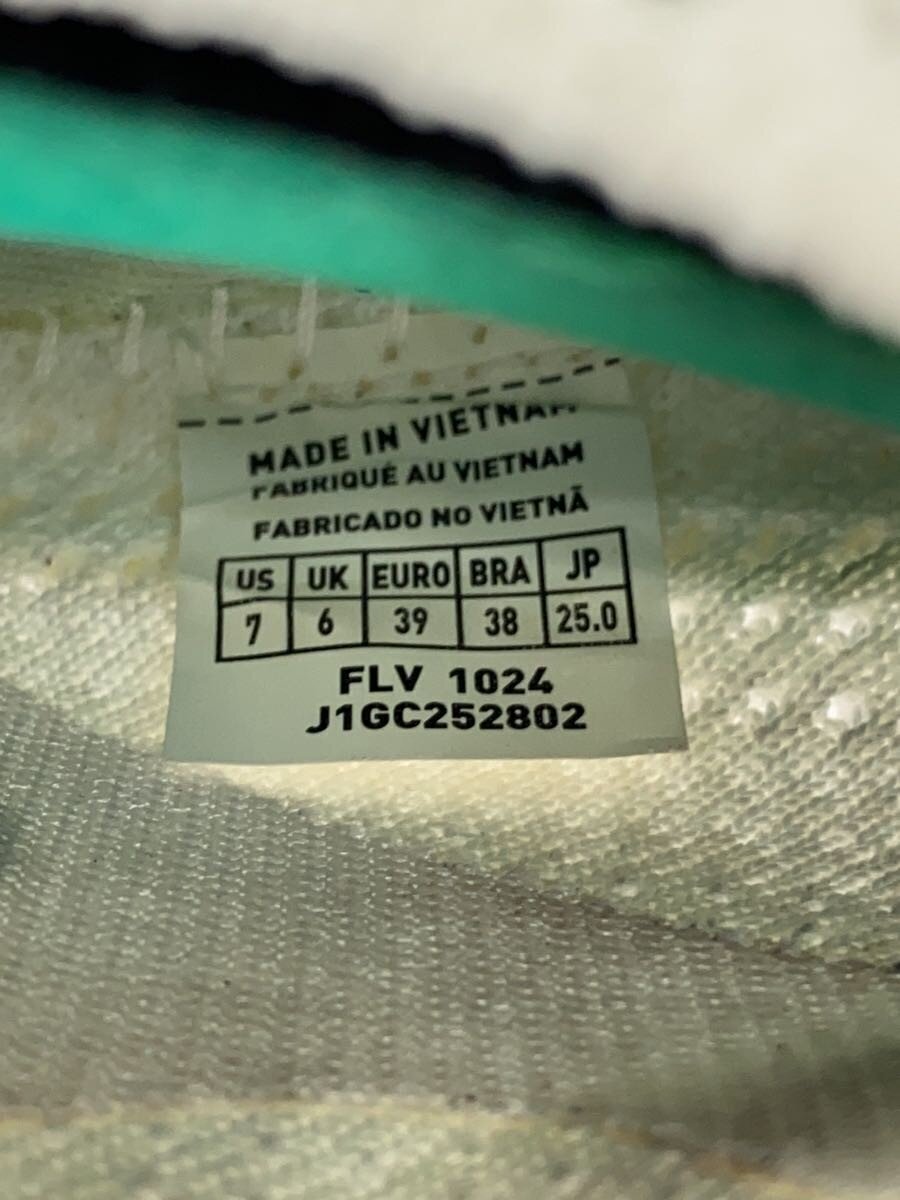 MADE IN VIETNAM
FABRIQUÉ AU VIETNAM
FABRICADO NO VIETNÃ
US UK EURO BRA JP
7 6 39 38 25.0
FLV 1024
J1GC252802